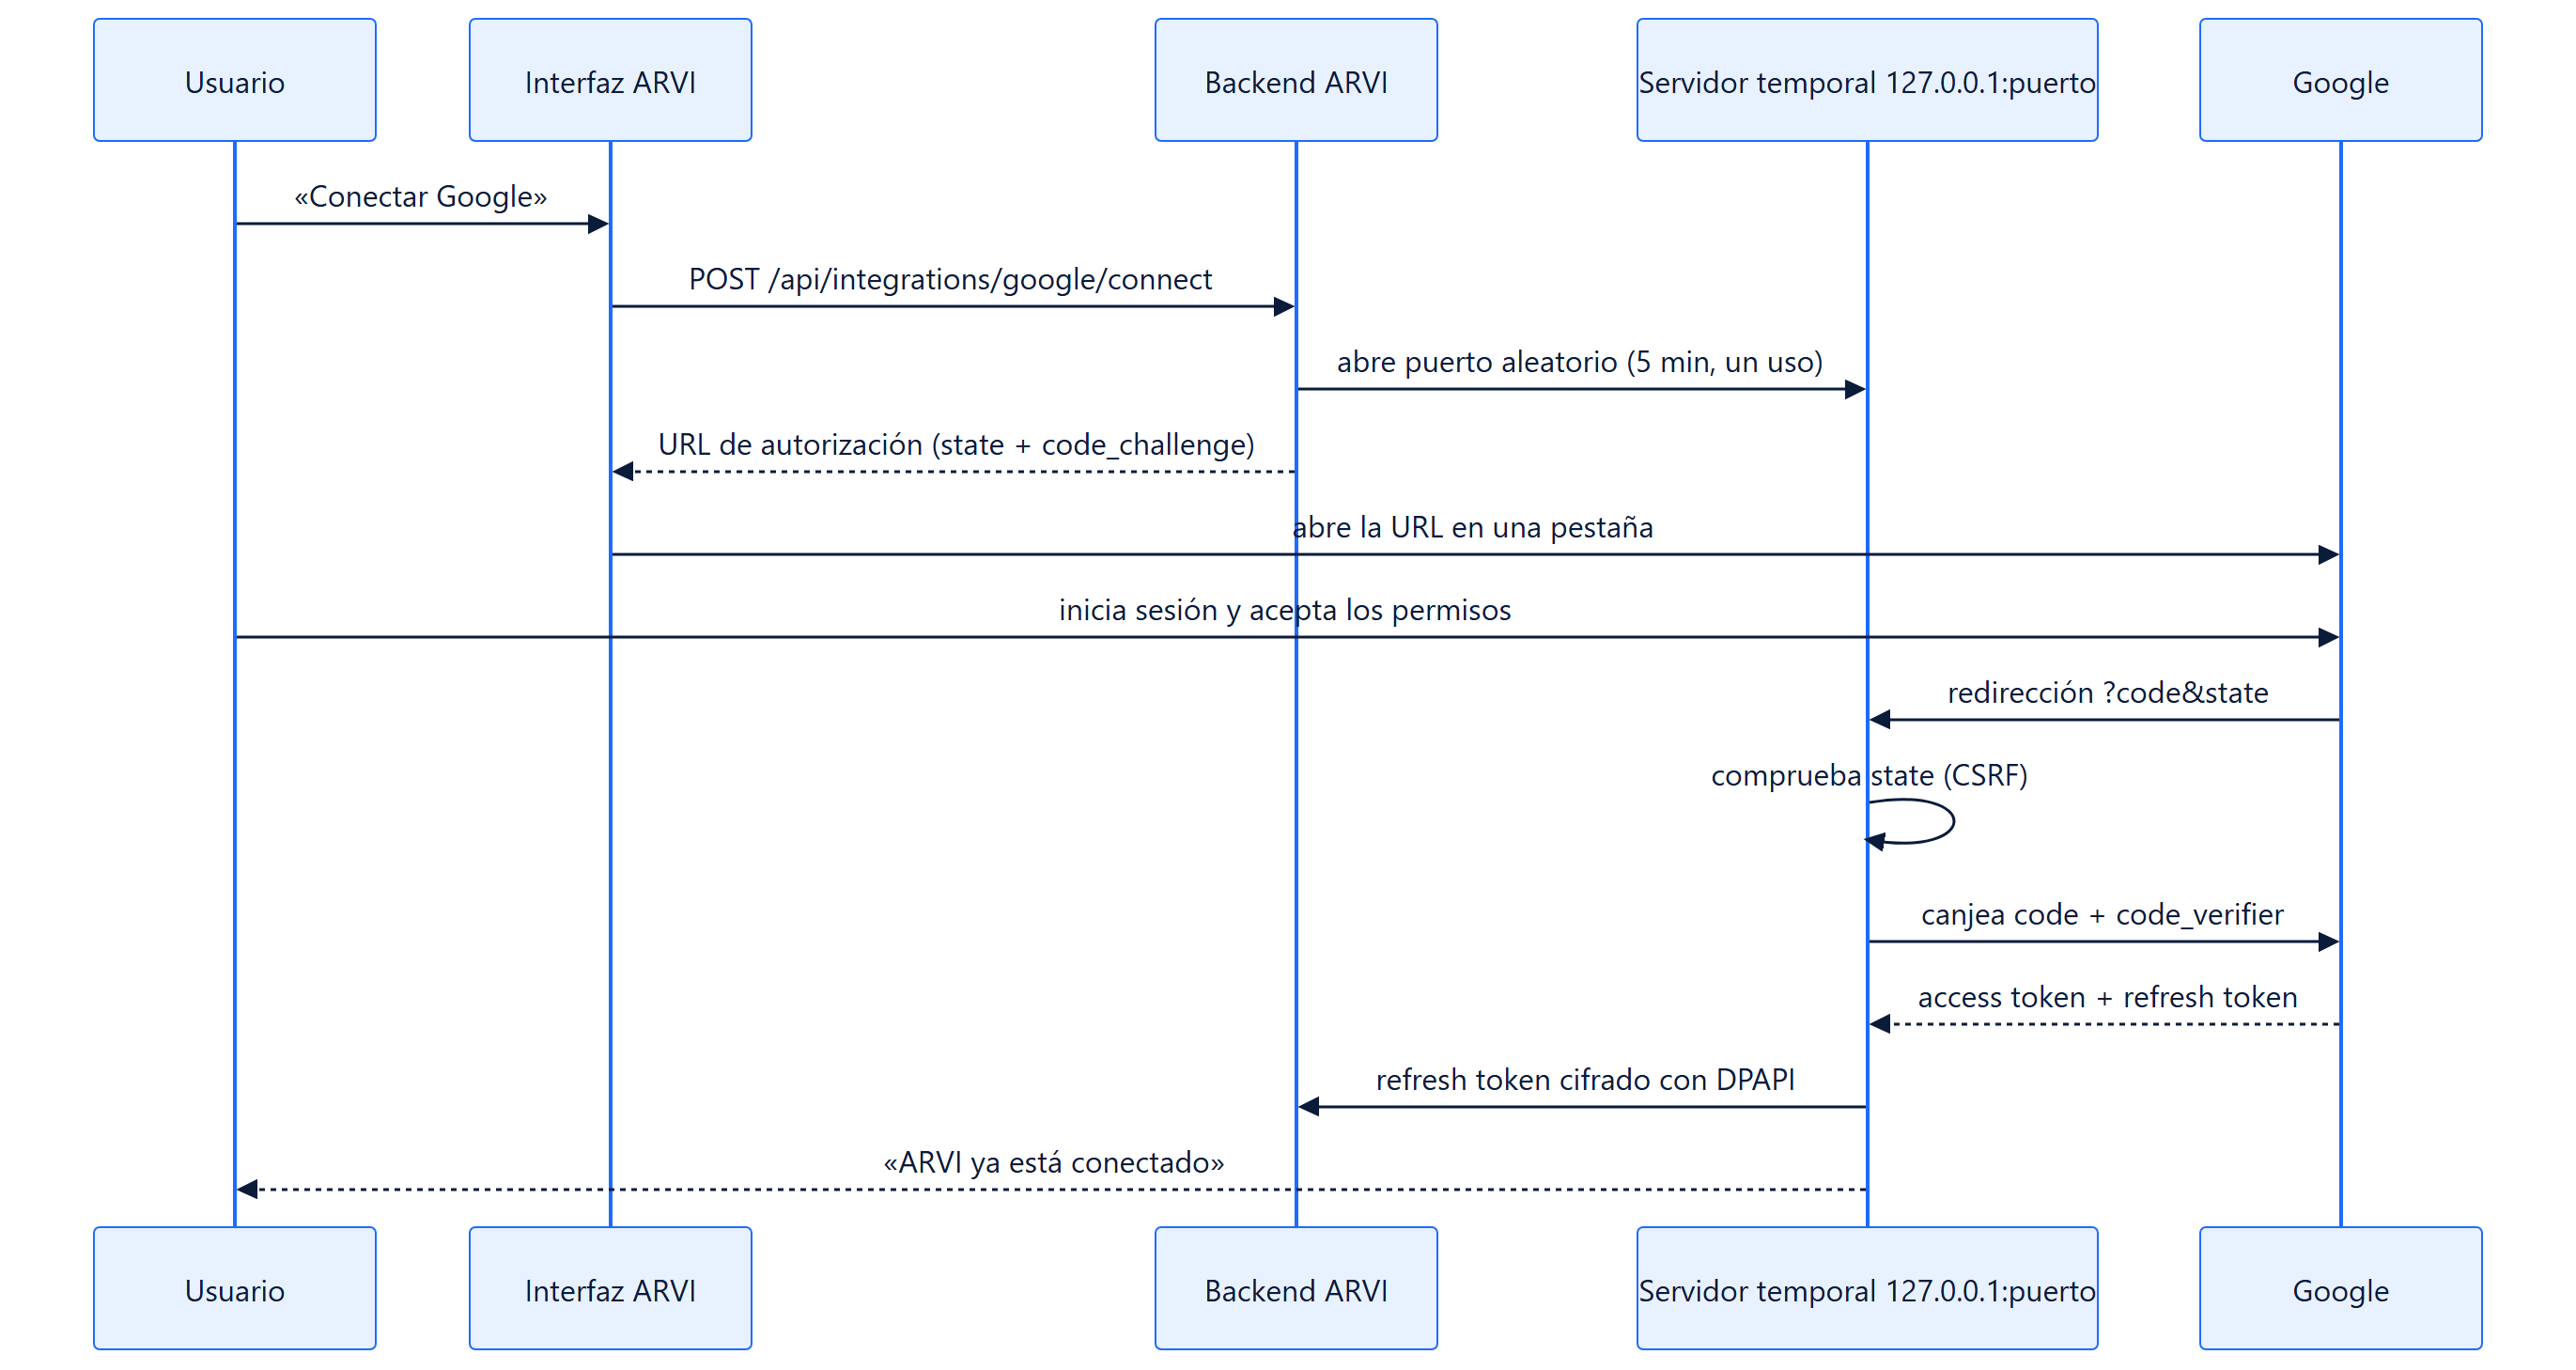 Usuario
Interfaz ARVI
Backend ARVI
Servidor temporal 127.0.0.1:puerto
Google
«Conectar Google»
POST /api/integrations/google/connect
abre puerto aleatorio (5 min, un uso)
URL de autorización (state + code_challenge)
abre la URL en una pestaña
inicia sesión y acepta los permisos
redirección ?code&state
comprueba state (CSRF)
canjea code + code_verifier
access token + refresh token
refresh token cifrado con DPAPI
«ARVI ya está conectado»
Usuario
Interfaz ARVI
Backend ARVI
Servidor temporal 127.0.0.1:puerto
Google